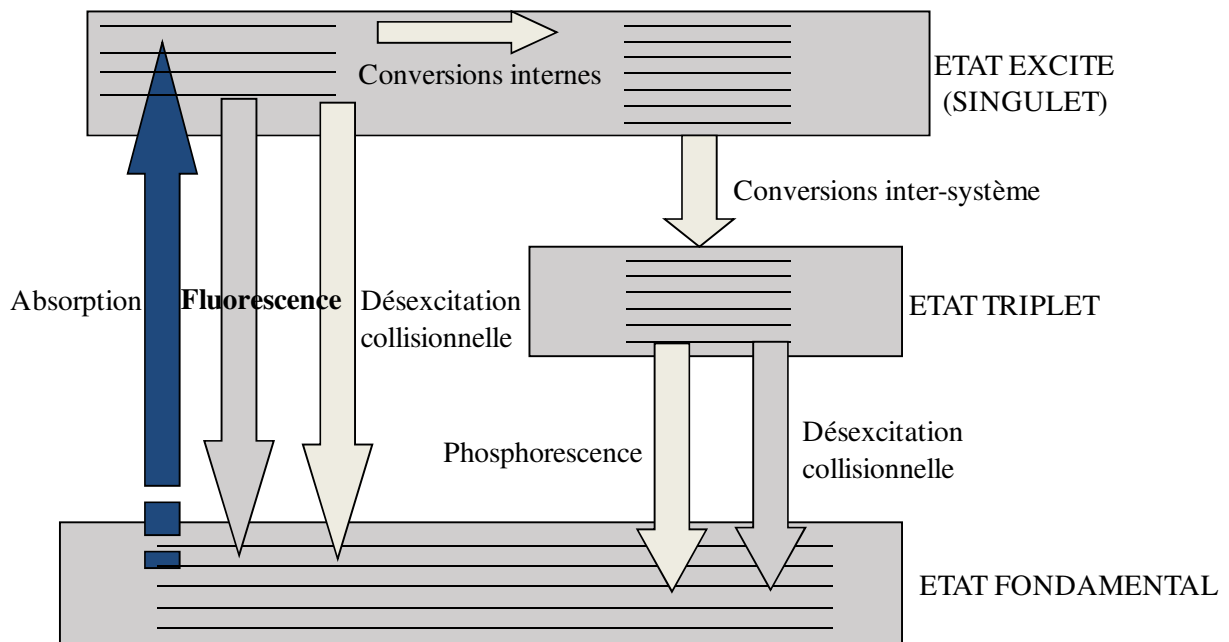 Conversions internes
ETAT EXCITE
(SINGULET)
Conversions inter-système
Absorption
Fluorescence
Désexcitation
collisionnelle
ETAT TRIPLET
Phosphorescence
Désexcitation
collisionnelle
ETAT FONDAMENTAL